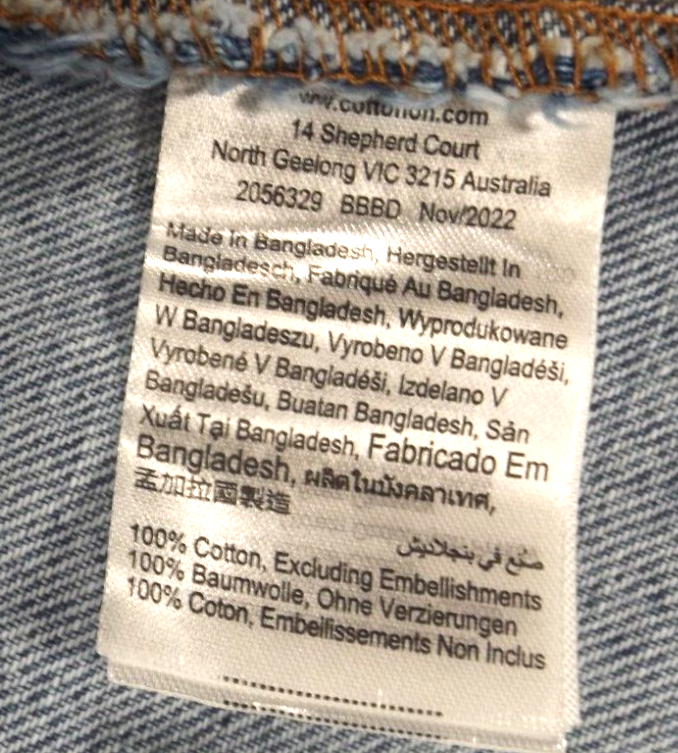 www.cottonon.com
14 Shepherd Court
North Geelong VIC 3215 Australia
2056329 BBBD Nov/2022
Made In Bangladesh, Hergestellt In
Bangladesch, Fabriqué Au Bangladesh,
Hecho En Bangladesh, Wyprodukowane
W Bangladeszu, Vyrobeno V Bangladéši,
Vyrobené V Bangladéši, Izdelano V
Bangladešu, Buatan Bangladesh, Sản
Xuất Tại Bangladesh, Fabricado Em
Bangladesh, ผลิตในบังคลาเทศ,
孟加拉國製造
صنع في بنجلاديش
100% Cotton, Excluding Embellishments
100% Baumwolle, Ohne Verzierungen
100% Coton, Embellissements Non Inclus